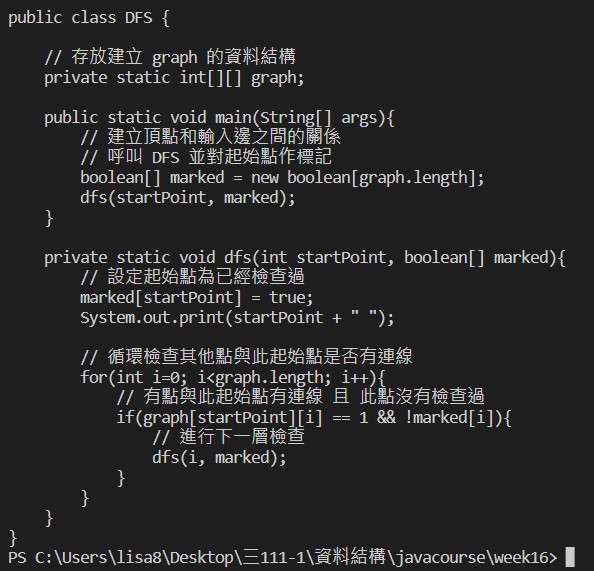 public class DFS {
    // 存放建立 graph 的資料結構
    private static int[][] graph;
    public static void main(String[] args){
        // 建立頂點和輸入邊之間的關係
        // 呼叫 DFS 並對起始點作標記
        boolean[] marked = new boolean[graph.length];
        dfs(startPoint, marked);
    }
    private static void dfs(int startPoint, boolean[] marked){
        // 設定起始點為已經檢查過
        marked[startPoint] = true;
        System.out.print(startPoint + " ");
        // 循環檢查其他點與此起始點是否有連線
        for(int i=0; i<graph.length; i++){
            // 有點與此起始點有連線 且 此點沒有檢查過
            if(graph[startPoint][i] == 1 && !marked[i]){
                // 進行下一層檢查
                dfs(i, marked);
            }
        }
    }
}
PS C:\Users\lisa8\Desktop\三111-1\資料結構\javacourse\week16>